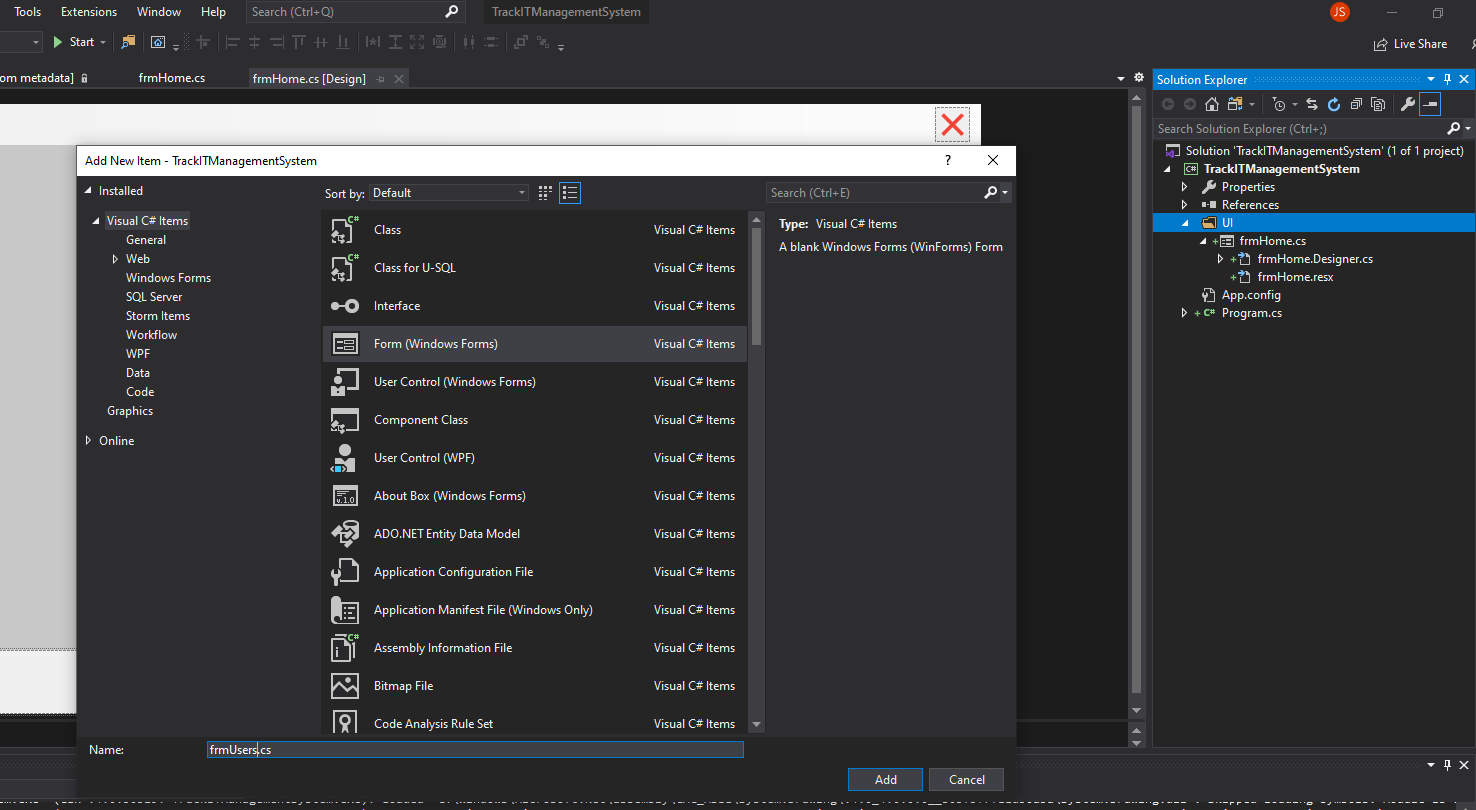 Tools Extensions Window Help Search (Ctrl+Q) TrackITManagementSystem JS
Start Live Share
om metadata] frmHome.cs frmHome.cs [Design]
Add New Item - TrackITManagementSystem ?
Installed
Visual C# Items
General
Web
Windows Forms
SQL Server
Storm Items
Workflow
WPF
Data
Code
Graphics
Online
Sort by: Default
Search (Ctrl+E)
Class Visual C# Items
Class for U-SQL Visual C# Items
Interface Visual C# Items
Form (Windows Forms) Visual C# Items
User Control (Windows Forms) Visual C# Items
Component Class Visual C# Items
User Control (WPF) Visual C# Items
About Box (Windows Forms) Visual C# Items
ADO.NET Entity Data Model Visual C# Items
Application Configuration File Visual C# Items
Application Manifest File (Windows Only) Visual C# Items
Assembly Information File Visual C# Items
Bitmap File Visual C# Items
Code Analysis Rule Set Visual C# Items
Type: Visual C# Items
A blank Windows Forms (WinForms) Form
Name: frmUsers.cs
Add Cancel
Solution Explorer
Search Solution Explorer (Ctrl+;)
Solution 'TrackITManagementSystem' (1 of 1 project)
C# TrackITManagementSystem
Properties
References
UI
frmHome.cs
frmHome.Designer.cs
frmHome.resx
App.config
C# Program.cs